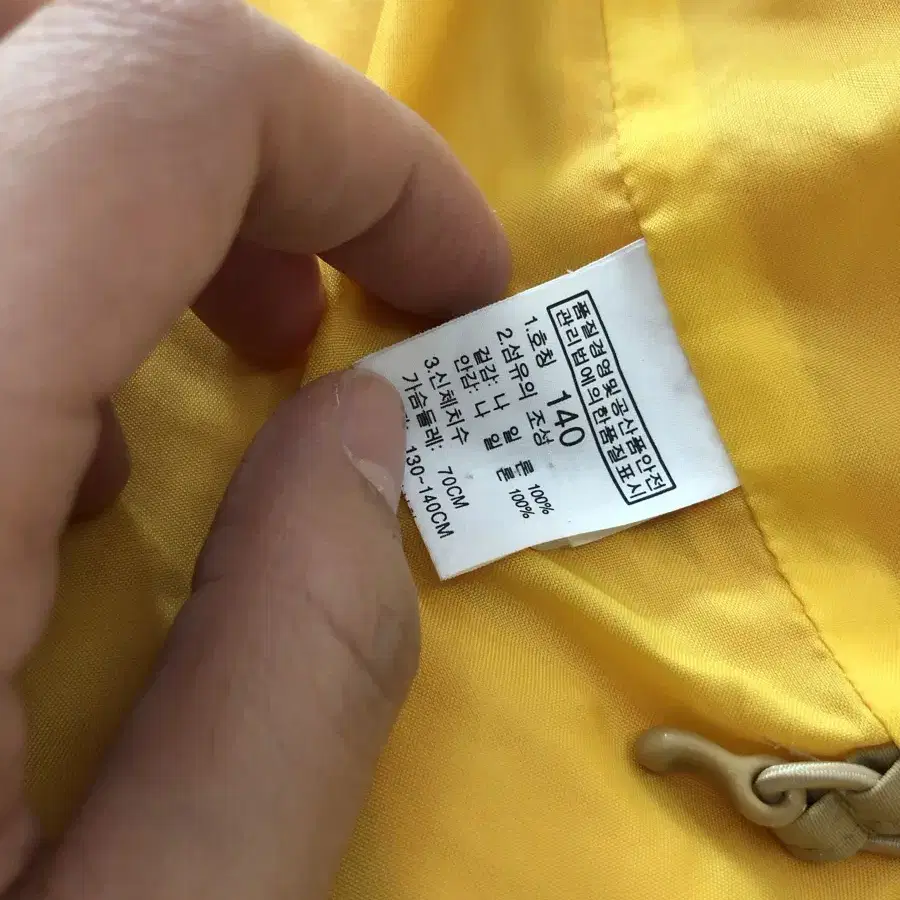 품질경영및공산품안전
관리법에의한품질표시
1.호칭 140
2.섬유의 조성
겉감: 나 일 론 100%
안감: 나 일 론 100%
3.신체치수
가슴둘레: 70CM
130~140CM